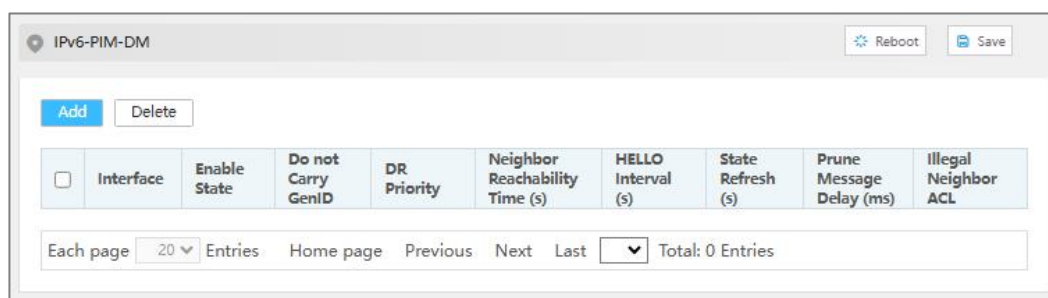 IPv6-PIM-DM Reboot Save
Add Delete
Interface Enable State Do not Carry GenID DR Priority Neighbor Reachability Time (s) HELLO Interval (s) State Refresh (s) Prune Message Delay (ms) Illegal Neighbor ACL
Each page 20 Entries Home page Previous Next Last Total: 0 Entries